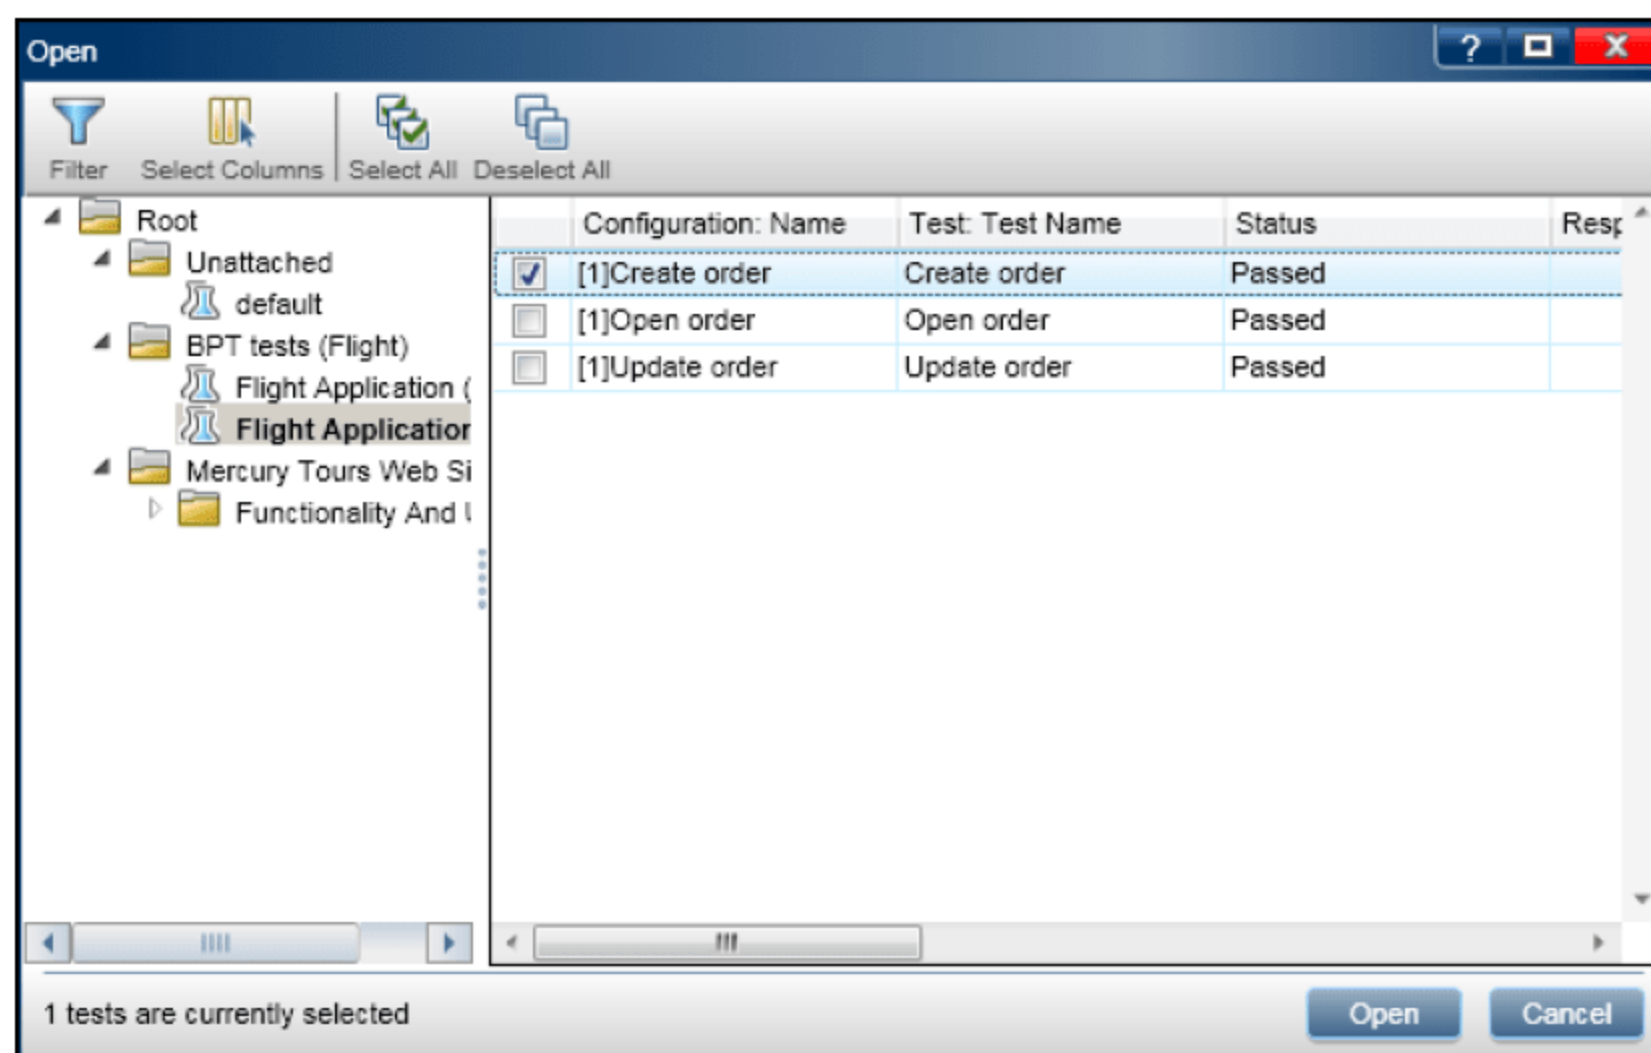 Open
?
Filter Select Columns Select All Deselect All
Root
Unattached
default
BPT tests (Flight)
Flight Application (
Flight Application
Mercury Tours Web Si
Functionality And
Configuration: Name Test: Test Name Status Resp
[1]Create order Create order Passed
[1]Open order Open order Passed
[1]Update order Update order Passed
1 tests are currently selected
Open Cancel